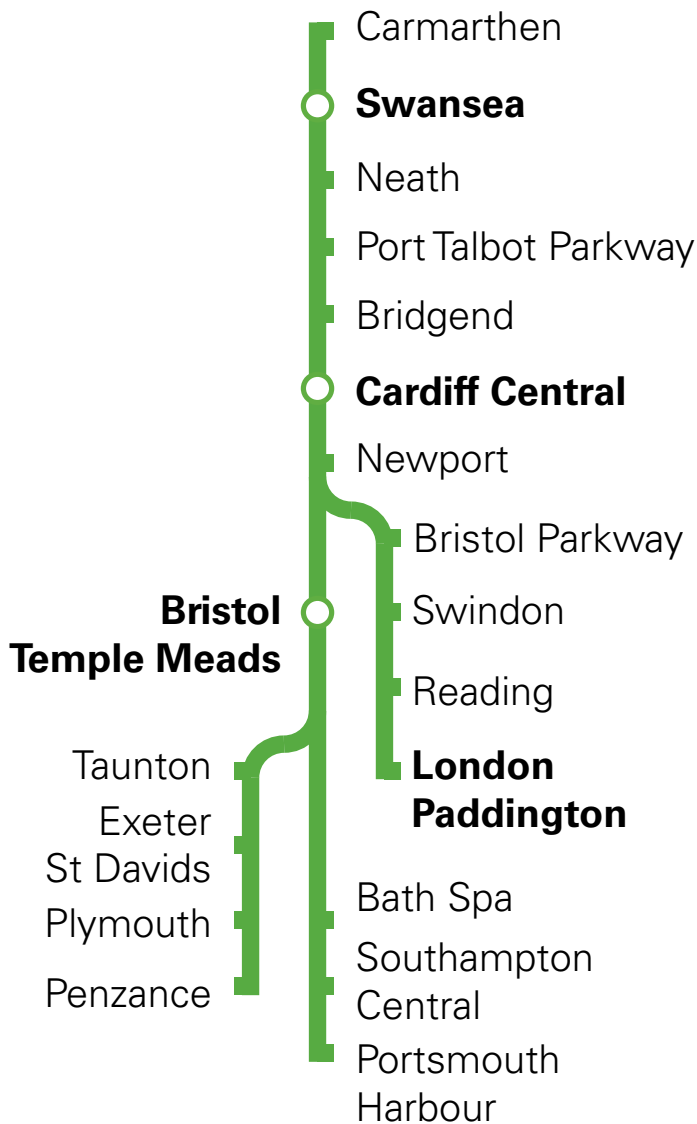 Carmarthen
Swansea
Neath
Port Talbot Parkway
Bridgend
Cardiff Central
Newport
Bristol Parkway
Bristol
Temple Meads
Swindon
Reading
London
Paddington
Taunton
Exeter
St Davids
Plymouth
Penzance
Bath Spa
Southampton
Central
Portsmouth
Harbour